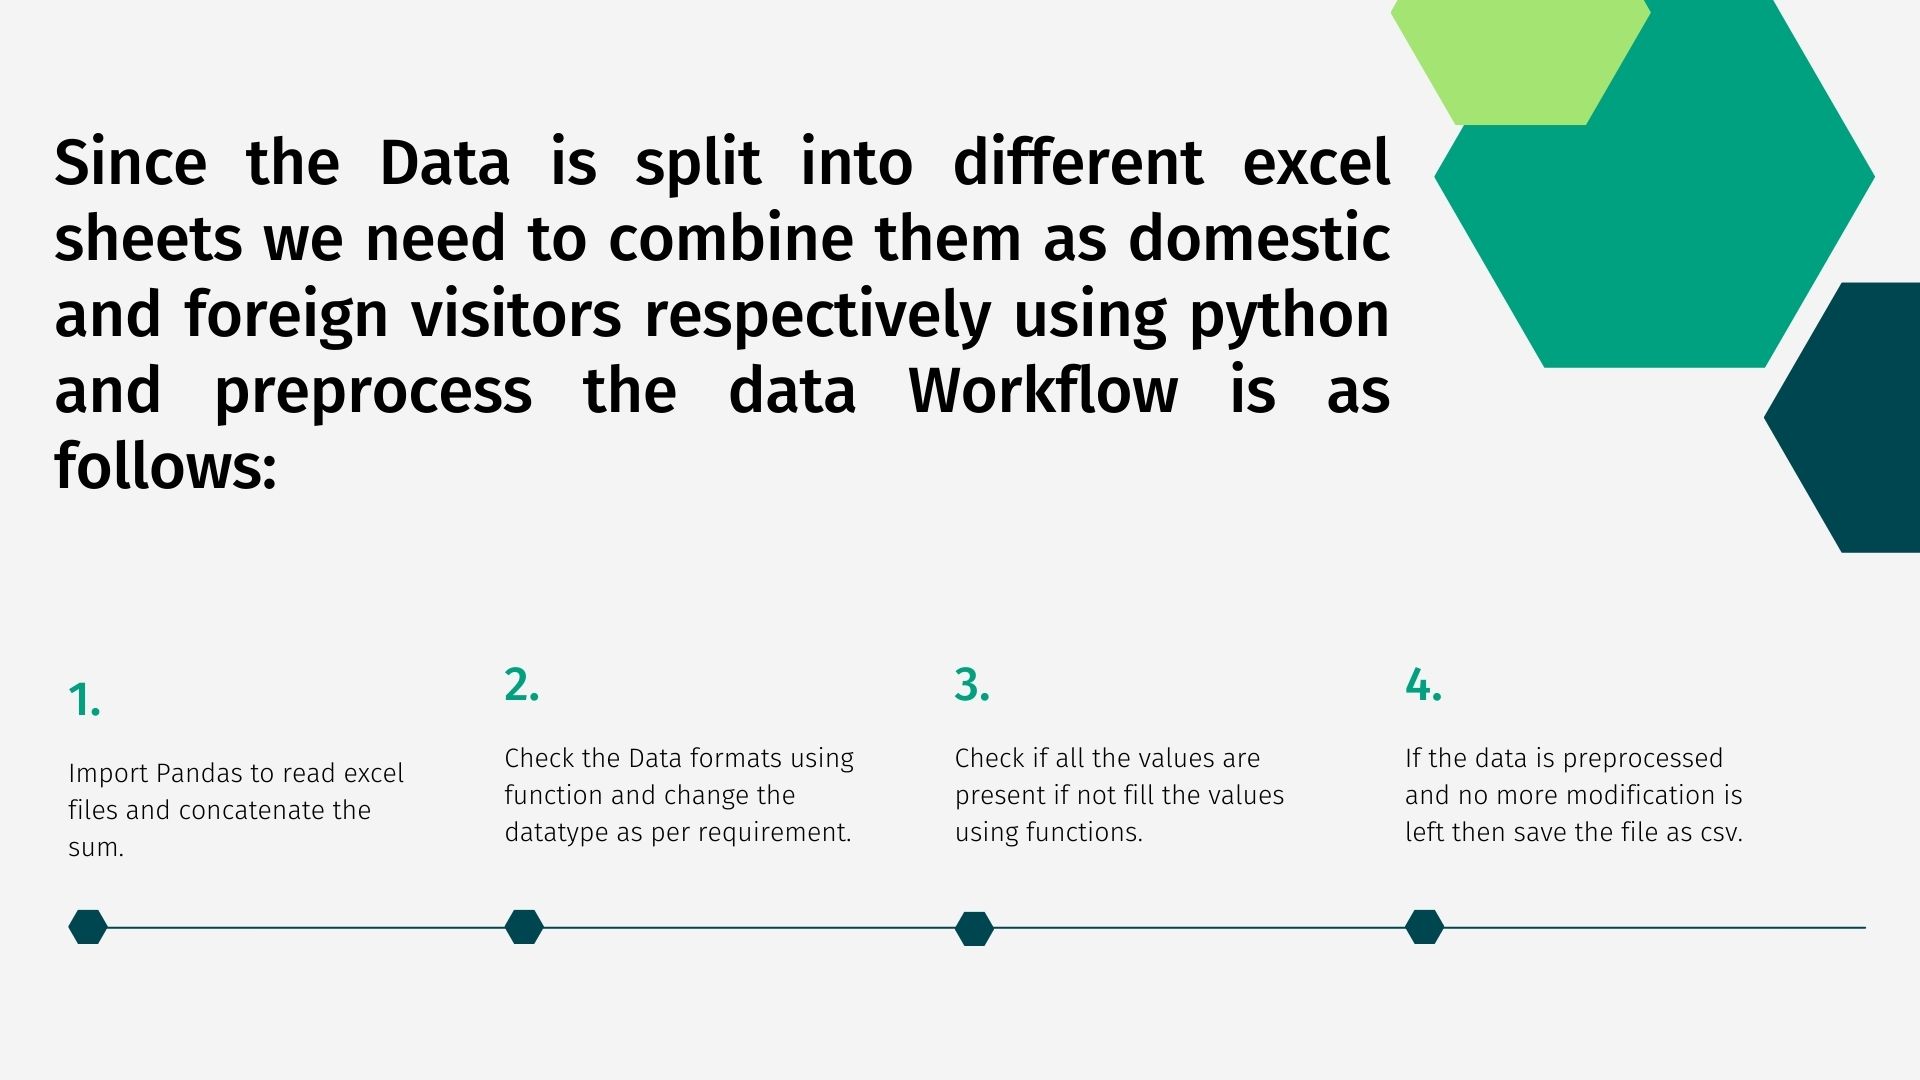 Since the Data is split into different excel
sheets we need to combine them as domestic
and foreign visitors respectively using python
and preprocess the data Workflow is as
follows:
1.
Import Pandas to read excel
files and concatenate the
sum.
2.
Check the Data formats using
function and change the
datatype as per requirement.
3.
Check if all the values are
present if not fill the values
using functions.
4.
If the data is preprocessed
and no more modification is
left then save the file as csv.